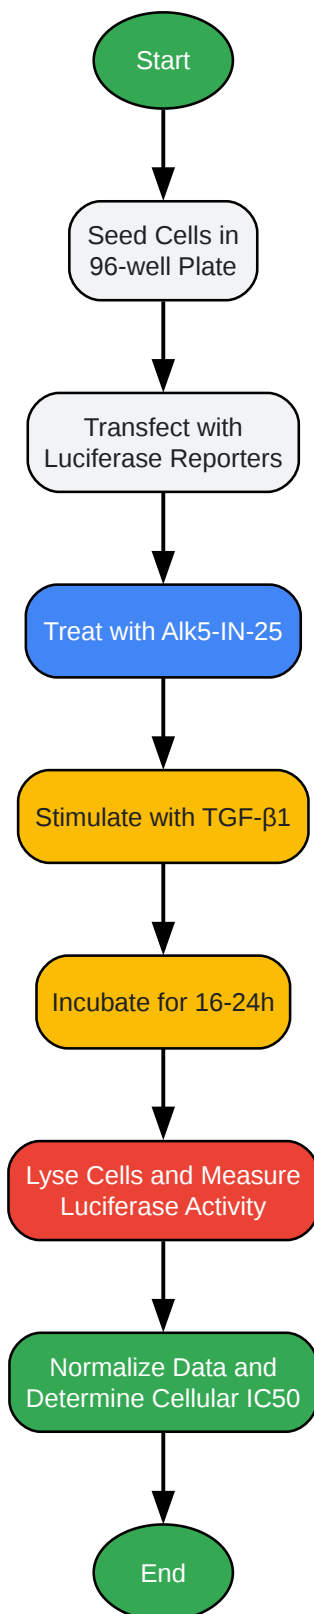 Start
Seed Cells in
96-well Plate
Transfect with
Luciferase Reporters
Treat with Alk5-IN-25
Stimulate with TGF-β1
Incubate for 16-24h
Lyse Cells and Measure
Luciferase Activity
Normalize Data and
Determine Cellular IC50
End